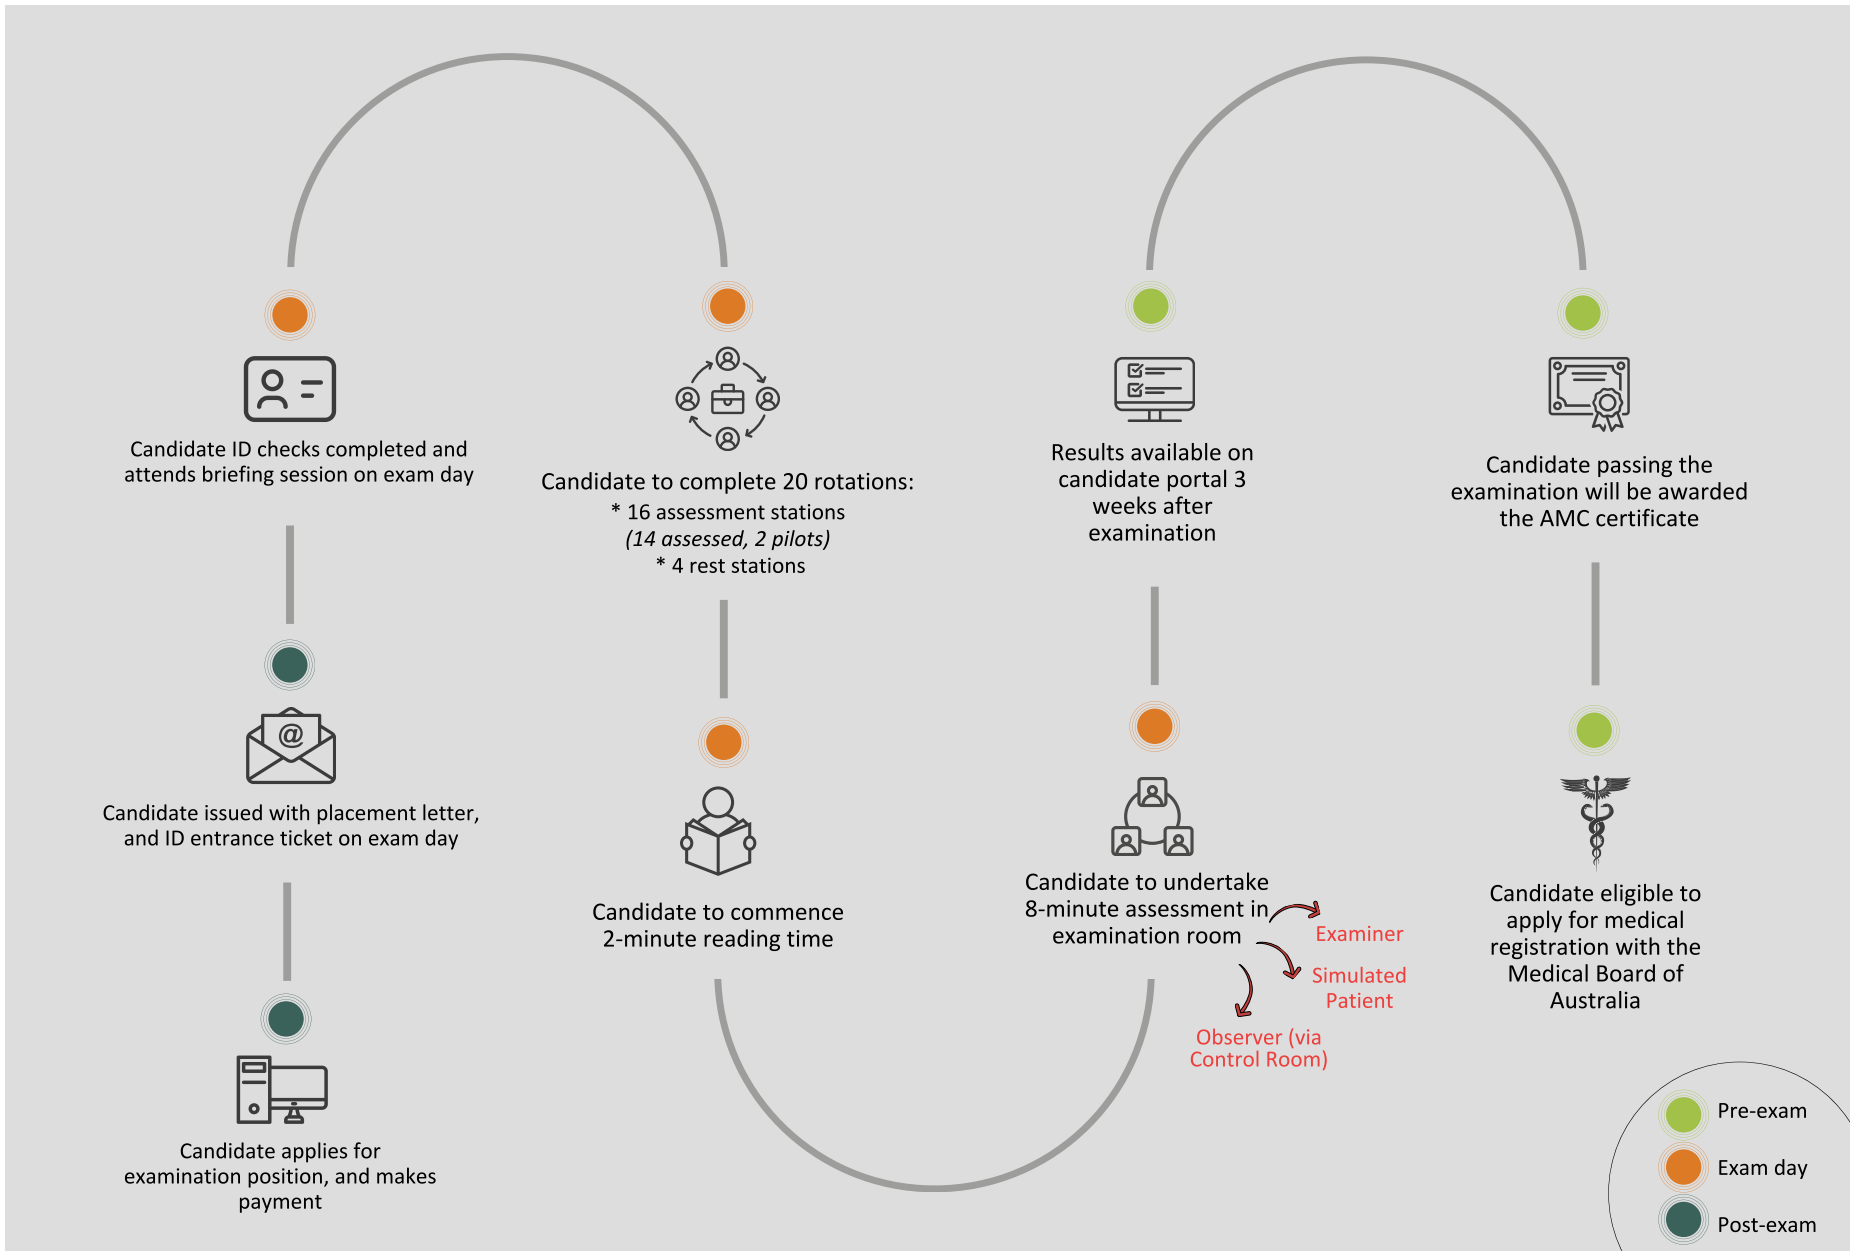 Candidate ID checks completed and
attends briefing session on exam day
Candidate issued with placement letter,
and ID entrance ticket on exam day
@
Candidate applies for
examination position, and makes
payment
Candidate to complete 20 rotations:
* 16 assessment stations
(14 assessed, 2 pilots)
* 4 rest stations
Candidate to commence
2-minute reading time
Results available on
candidate portal 3
weeks after
examination
Candidate to undertake
8-minute assessment in
examination room
Examiner
Simulated
Patient
Observer (via
Control Room)
Candidate passing the
examination will be awarded
the AMC certificate
Candidate eligible to
apply for medical
registration with the
Medical Board of
Australia
Pre-exam
Exam day
Post-exam